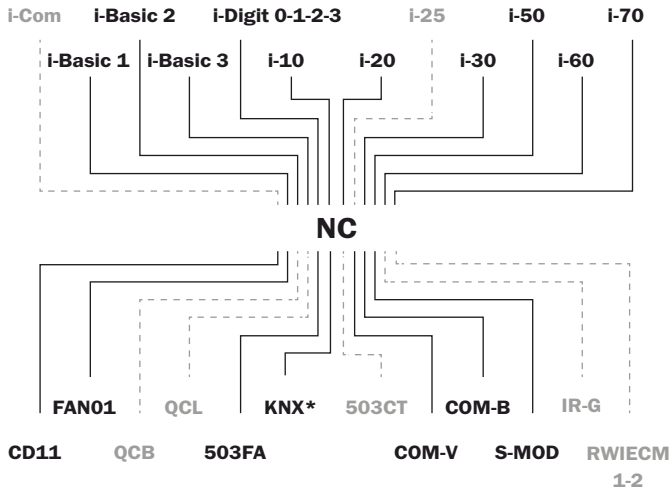 i-Com i-Basic 2 i-Digit 0-1-2-3 i-25 i-50 i-70
i-Basic 1 i-Basic 3 i-10 i-20 i-30 i-60
NC
FAN01 QCL KNX* 503CT COM-B IR-G
CD11 QCB 503FA COM-V S-MOD RWIECM
1-2